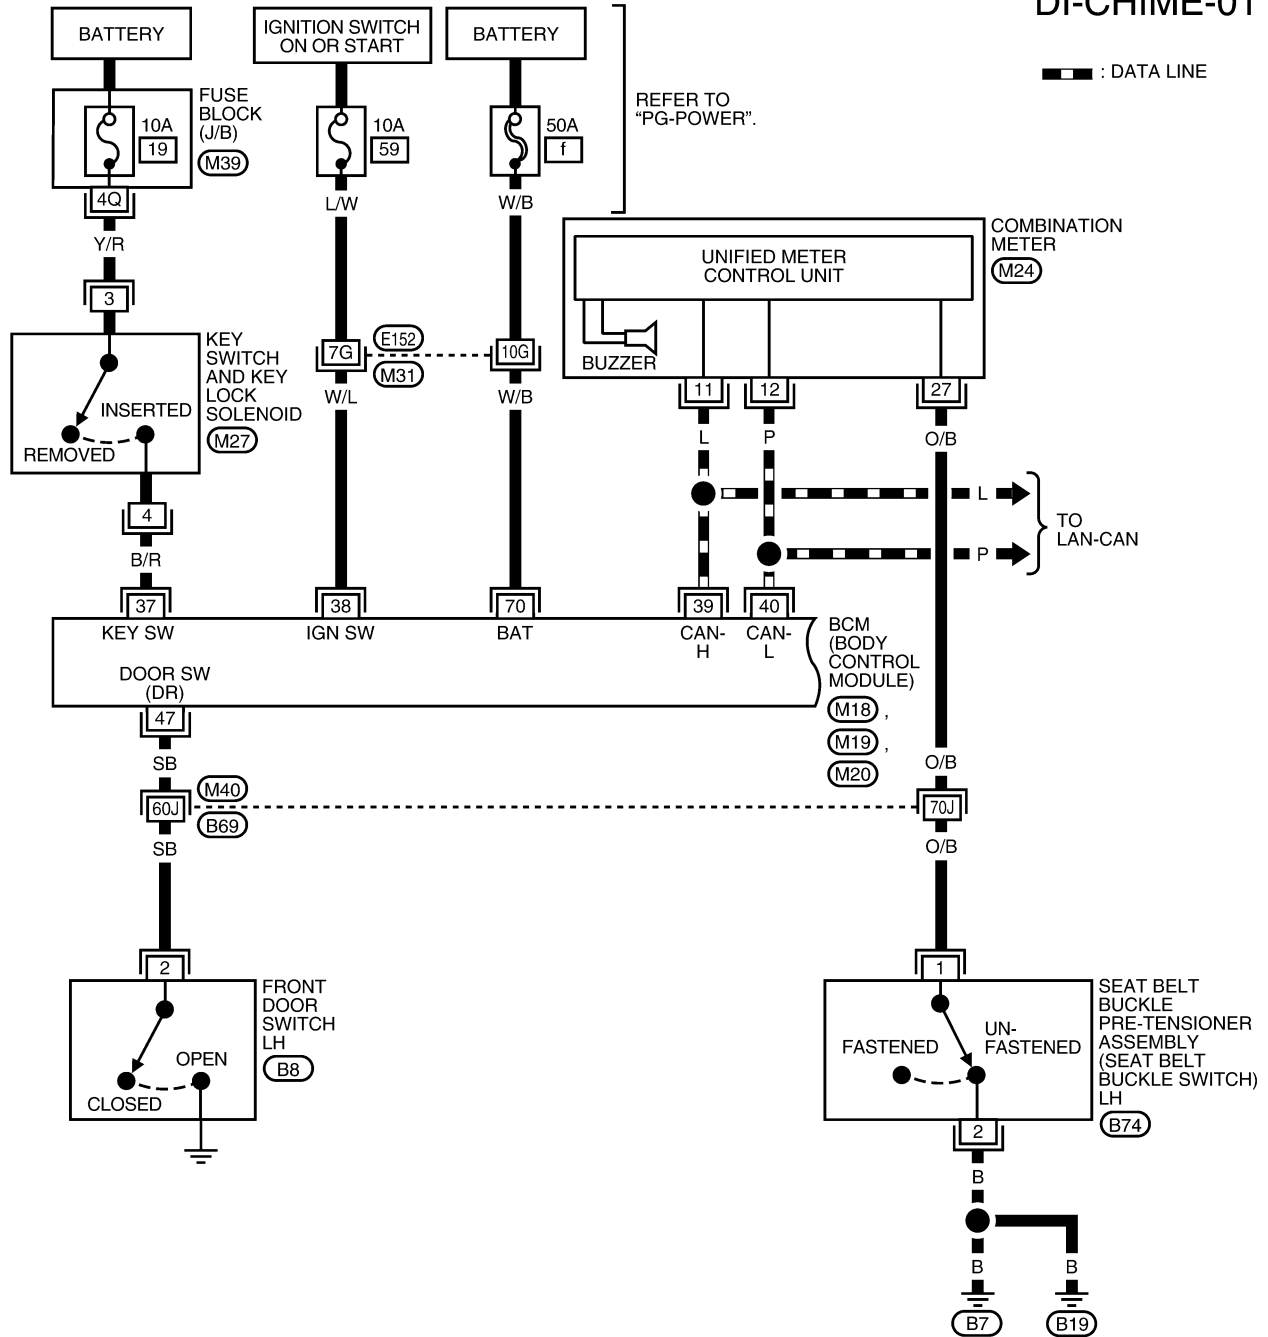 DI-CHIME-01
: DATA LINE
BATTERY
IGNITION SWITCH
ON OR START
BATTERY
REFER TO
“PG-POWER”.
FUSE
BLOCK
(J/B)
M39
10A
19
10A
59
50A
f
4Q
Y/R
L/W
W/B
3
COMBINATION
METER
M24
UNIFIED METER
CONTROL UNIT
BUZZER
KEY
SWITCH
AND KEY
LOCK
SOLENOID
M27
INSERTED
REMOVED
7G
E152
M31
10G
W/L
W/B
11
12
27
L
P
O/B
L
P
TO
LAN-CAN
4
B/R
37
38
70
39
40
KEY SW
IGN SW
BAT
CAN-
H
CAN-
L
BCM
(BODY
CONTROL
MODULE)
M18 ,
M19 ,
M20
DOOR SW
(DR)
47
SB
O/B
60J
M40
B69
70J
SB
O/B
2
1
FRONT
DOOR
SWITCH
LH
B8
OPEN
CLOSED
FASTENED
UN-
FASTENED
SEAT BELT
BUCKLE
PRE-TENSIONER
ASSEMBLY
(SEAT BELT
BUCKLE SWITCH)
LH
B74
2
B
B
B
B7
B19